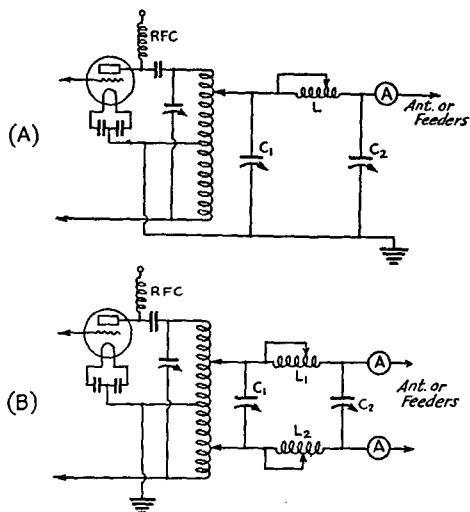 RFC
(A)
L
A
Ant. or
Feeders
C1
C2
(B)
RFC
L1
A
C1
C2
Ant. or
Feeders
L2
A